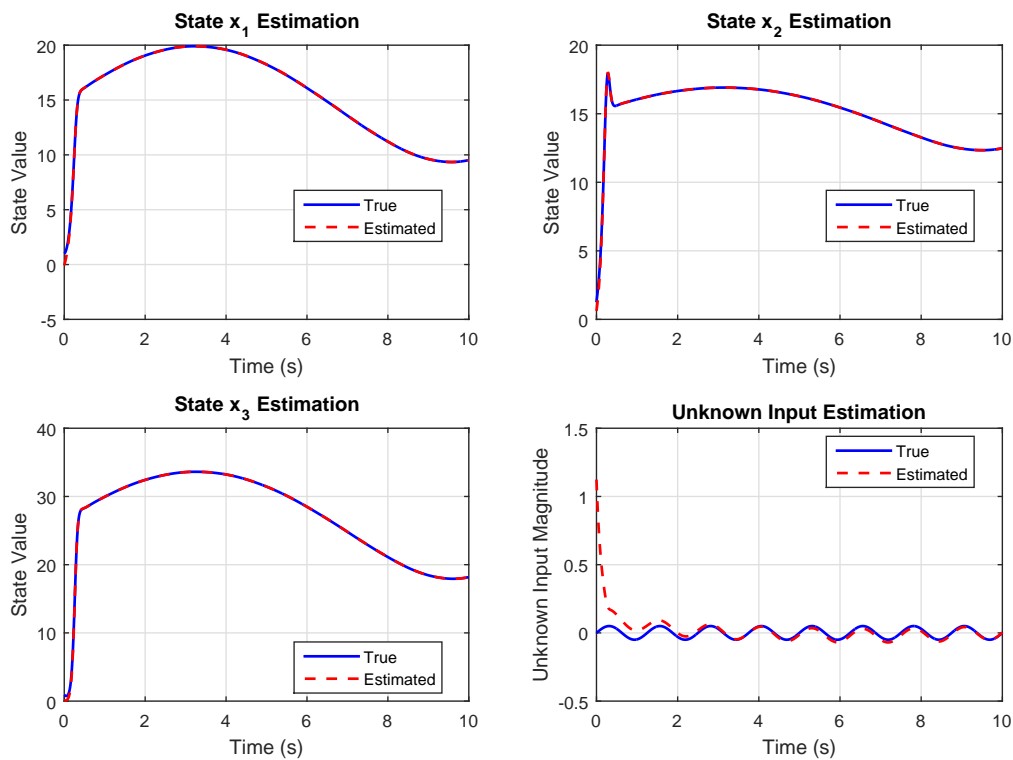 State x1 Estimation
20
15
10
5
0
-5
State Value
True
Estimated
0 2 4 6 8 10
Time (s)
State x2 Estimation
20
15
10
5
0
State Value
True
Estimated
0 2 4 6 8 10
Time (s)
State x3 Estimation
40
30
20
10
0
State Value
True
Estimated
0 2 4 6 8 10
Time (s)
Unknown Input Estimation
1.5
1
0.5
0
-0.5
Unknown Input Magnitude
True
Estimated
0 2 4 6 8 10
Time (s)